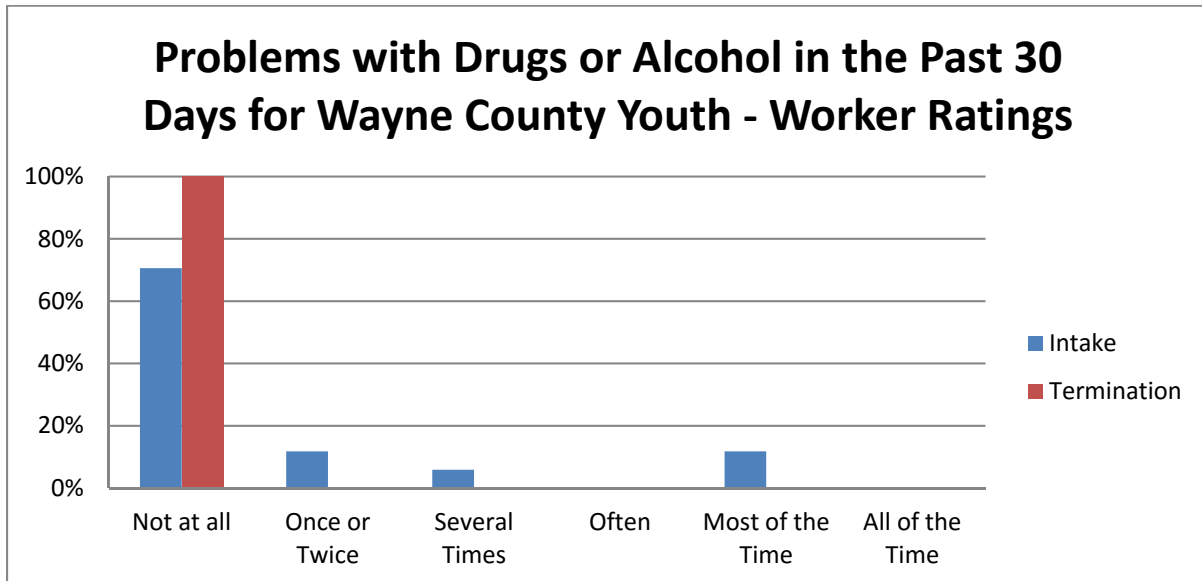 Problems with Drugs or Alcohol in the Past 30
Days for Wayne County Youth - Worker Ratings
100%
80%
60%
40%
20%
0%
Not at all
Once or
Twice
Several
Times
Often
Most of the
Time
All of the
Time
Intake
Termination